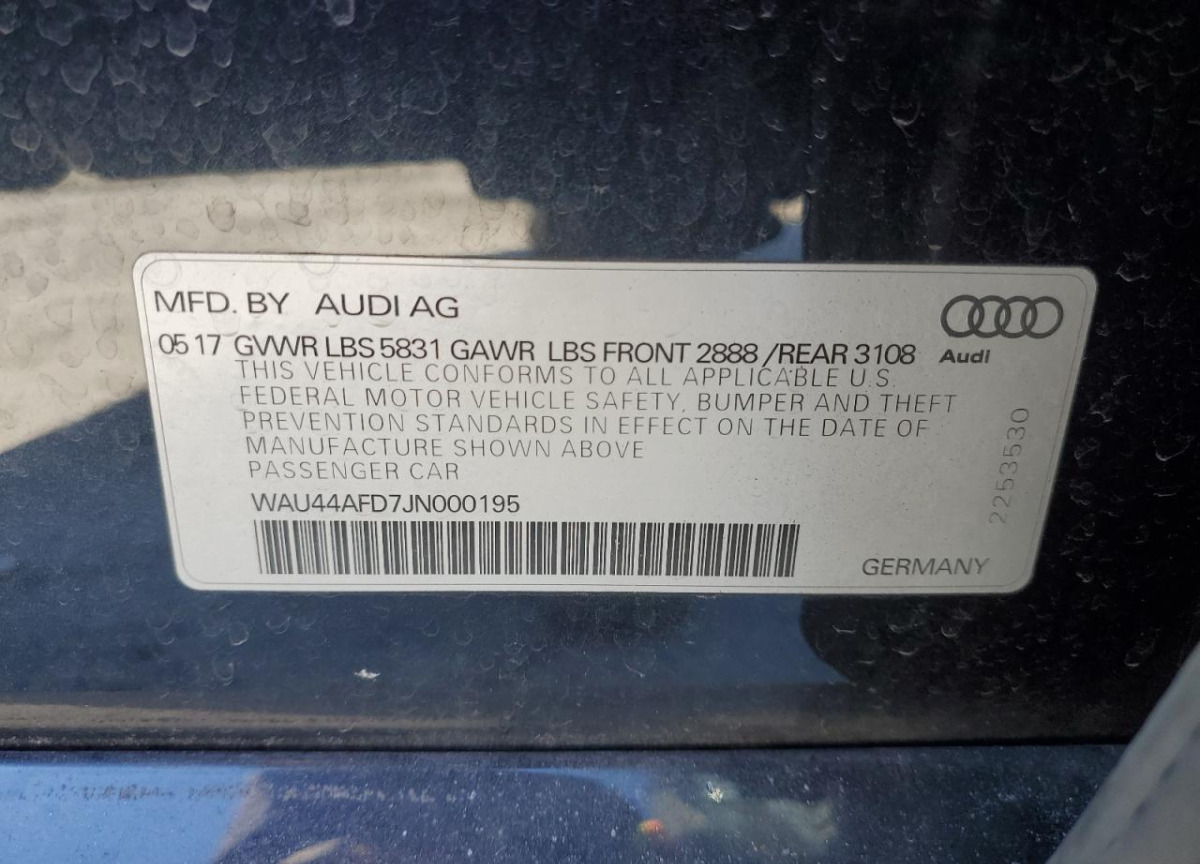 MFD. BY AUDI AG
05 17 GVWR LBS 5831 GAWR LBS FRONT 2888 /REAR 3108
Audi
THIS VEHICLE CONFORMS TO ALL APPLICABLE U.S.
FEDERAL MOTOR VEHICLE SAFETY, BUMPER AND THEFT
PREVENTION STANDARDS IN EFFECT ON THE DATE OF
MANUFACTURE SHOWN ABOVE
PASSENGER CAR
WAU44AFD7JN000195
2253530
GERMANY